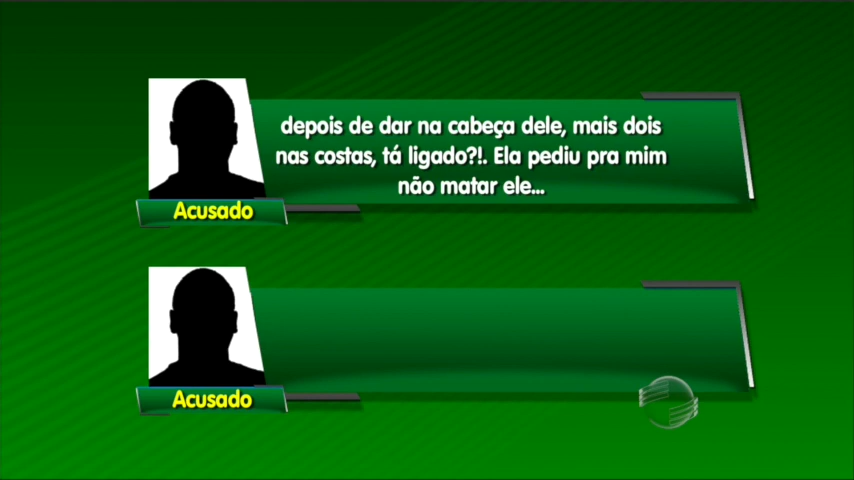 depois de dar na cabeça dele, mais dois
nas costas, tá ligado?!. Ela pediu pra mim
não matar ele...
Acusado
Acusado